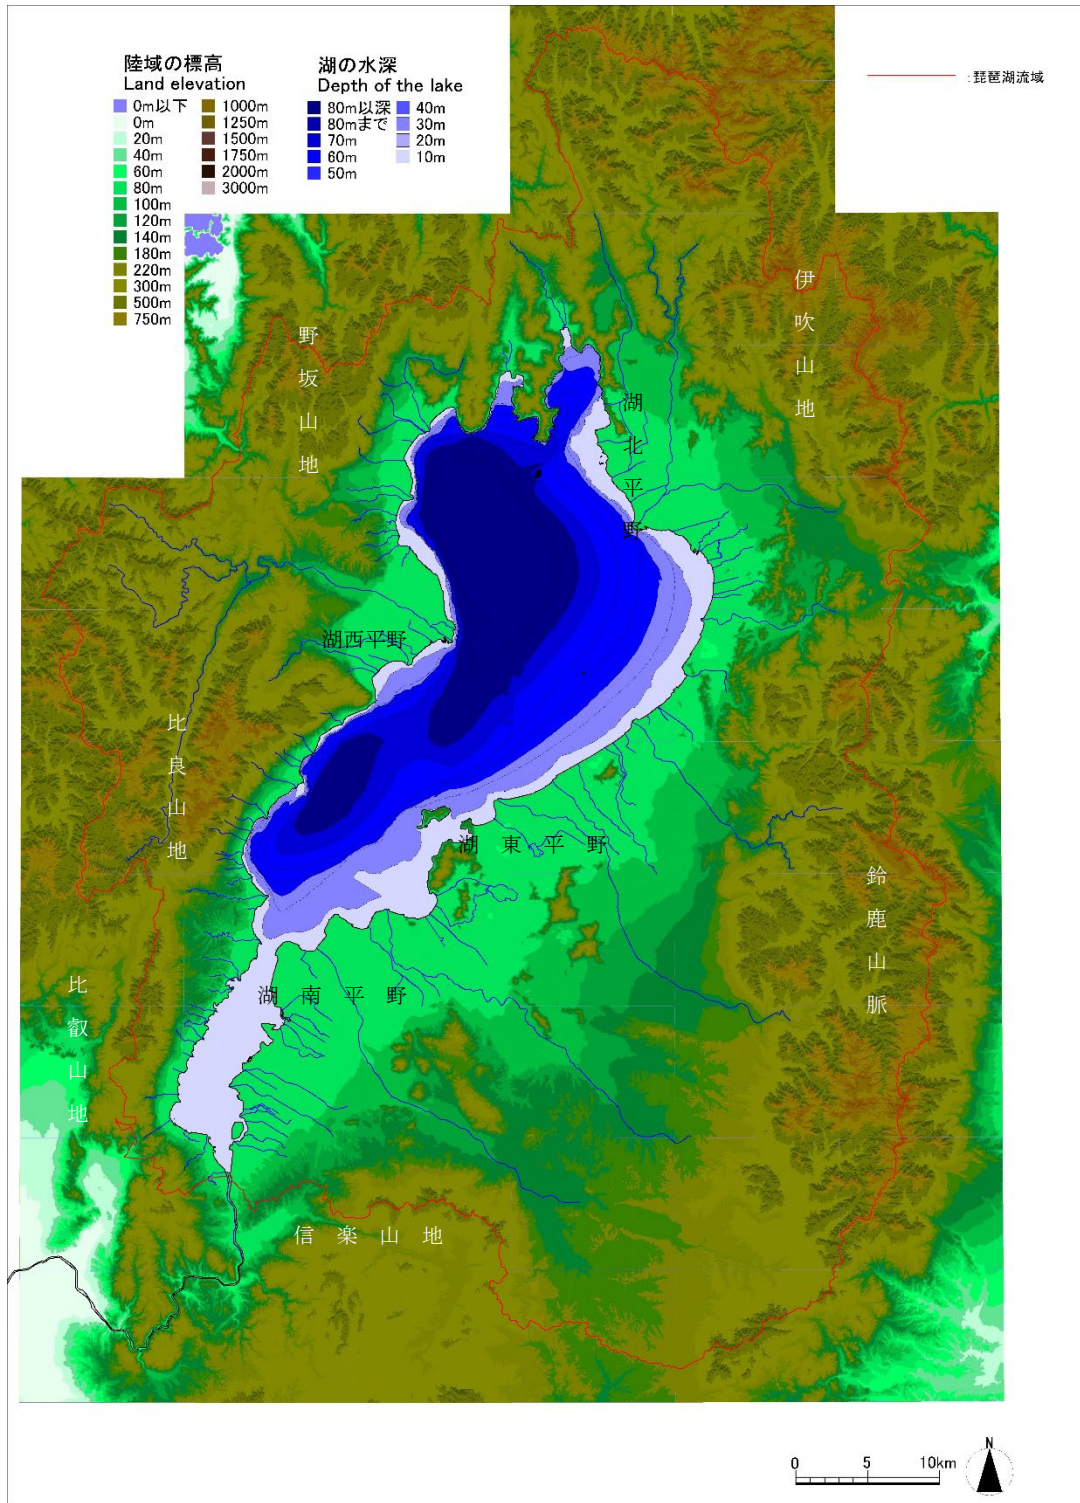 陸域の標高
Land elevation
0m以下
0m
20m
40m
60m
80m
100m
120m
140m
180m
220m
300m
500m
750m
1000m
1250m
1500m
1750m
2000m
3000m
湖の水深
Depth of the lake
80m以深
80mまで
70m
60m
50m
40m
30m
20m
10m
:琵琶湖流域
伊吹山地
野坂山地
湖北平野
湖西平野
比良山地
湖東平野
鈴鹿山脈
比叡山地
湖南平野
信楽山地
0 5 10km
N